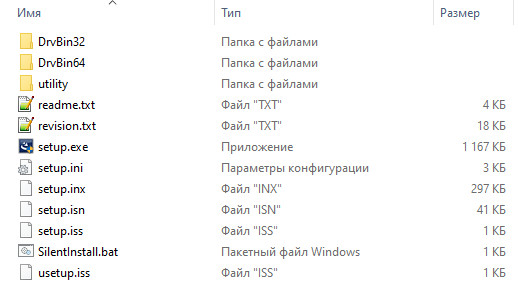 Имя Тип Размер
DrvBin32 Папка с файлами
DrvBin64 Папка с файлами
utility Папка с файлами
readme.txt Файл "TXT" 4 КБ
revision.txt Файл "TXT" 18 КБ
setup.exe Приложение 1 167 КБ
setup.ini Параметры конфигурации 3 КБ
setup.inx Файл "INX" 297 КБ
setup.isn Файл "ISN" 41 КБ
setup.iss Файл "ISS" 1 КБ
SilentInstall.bat Пакетный файл Windows 1 КБ
usetup.iss Файл "ISS" 1 КБ